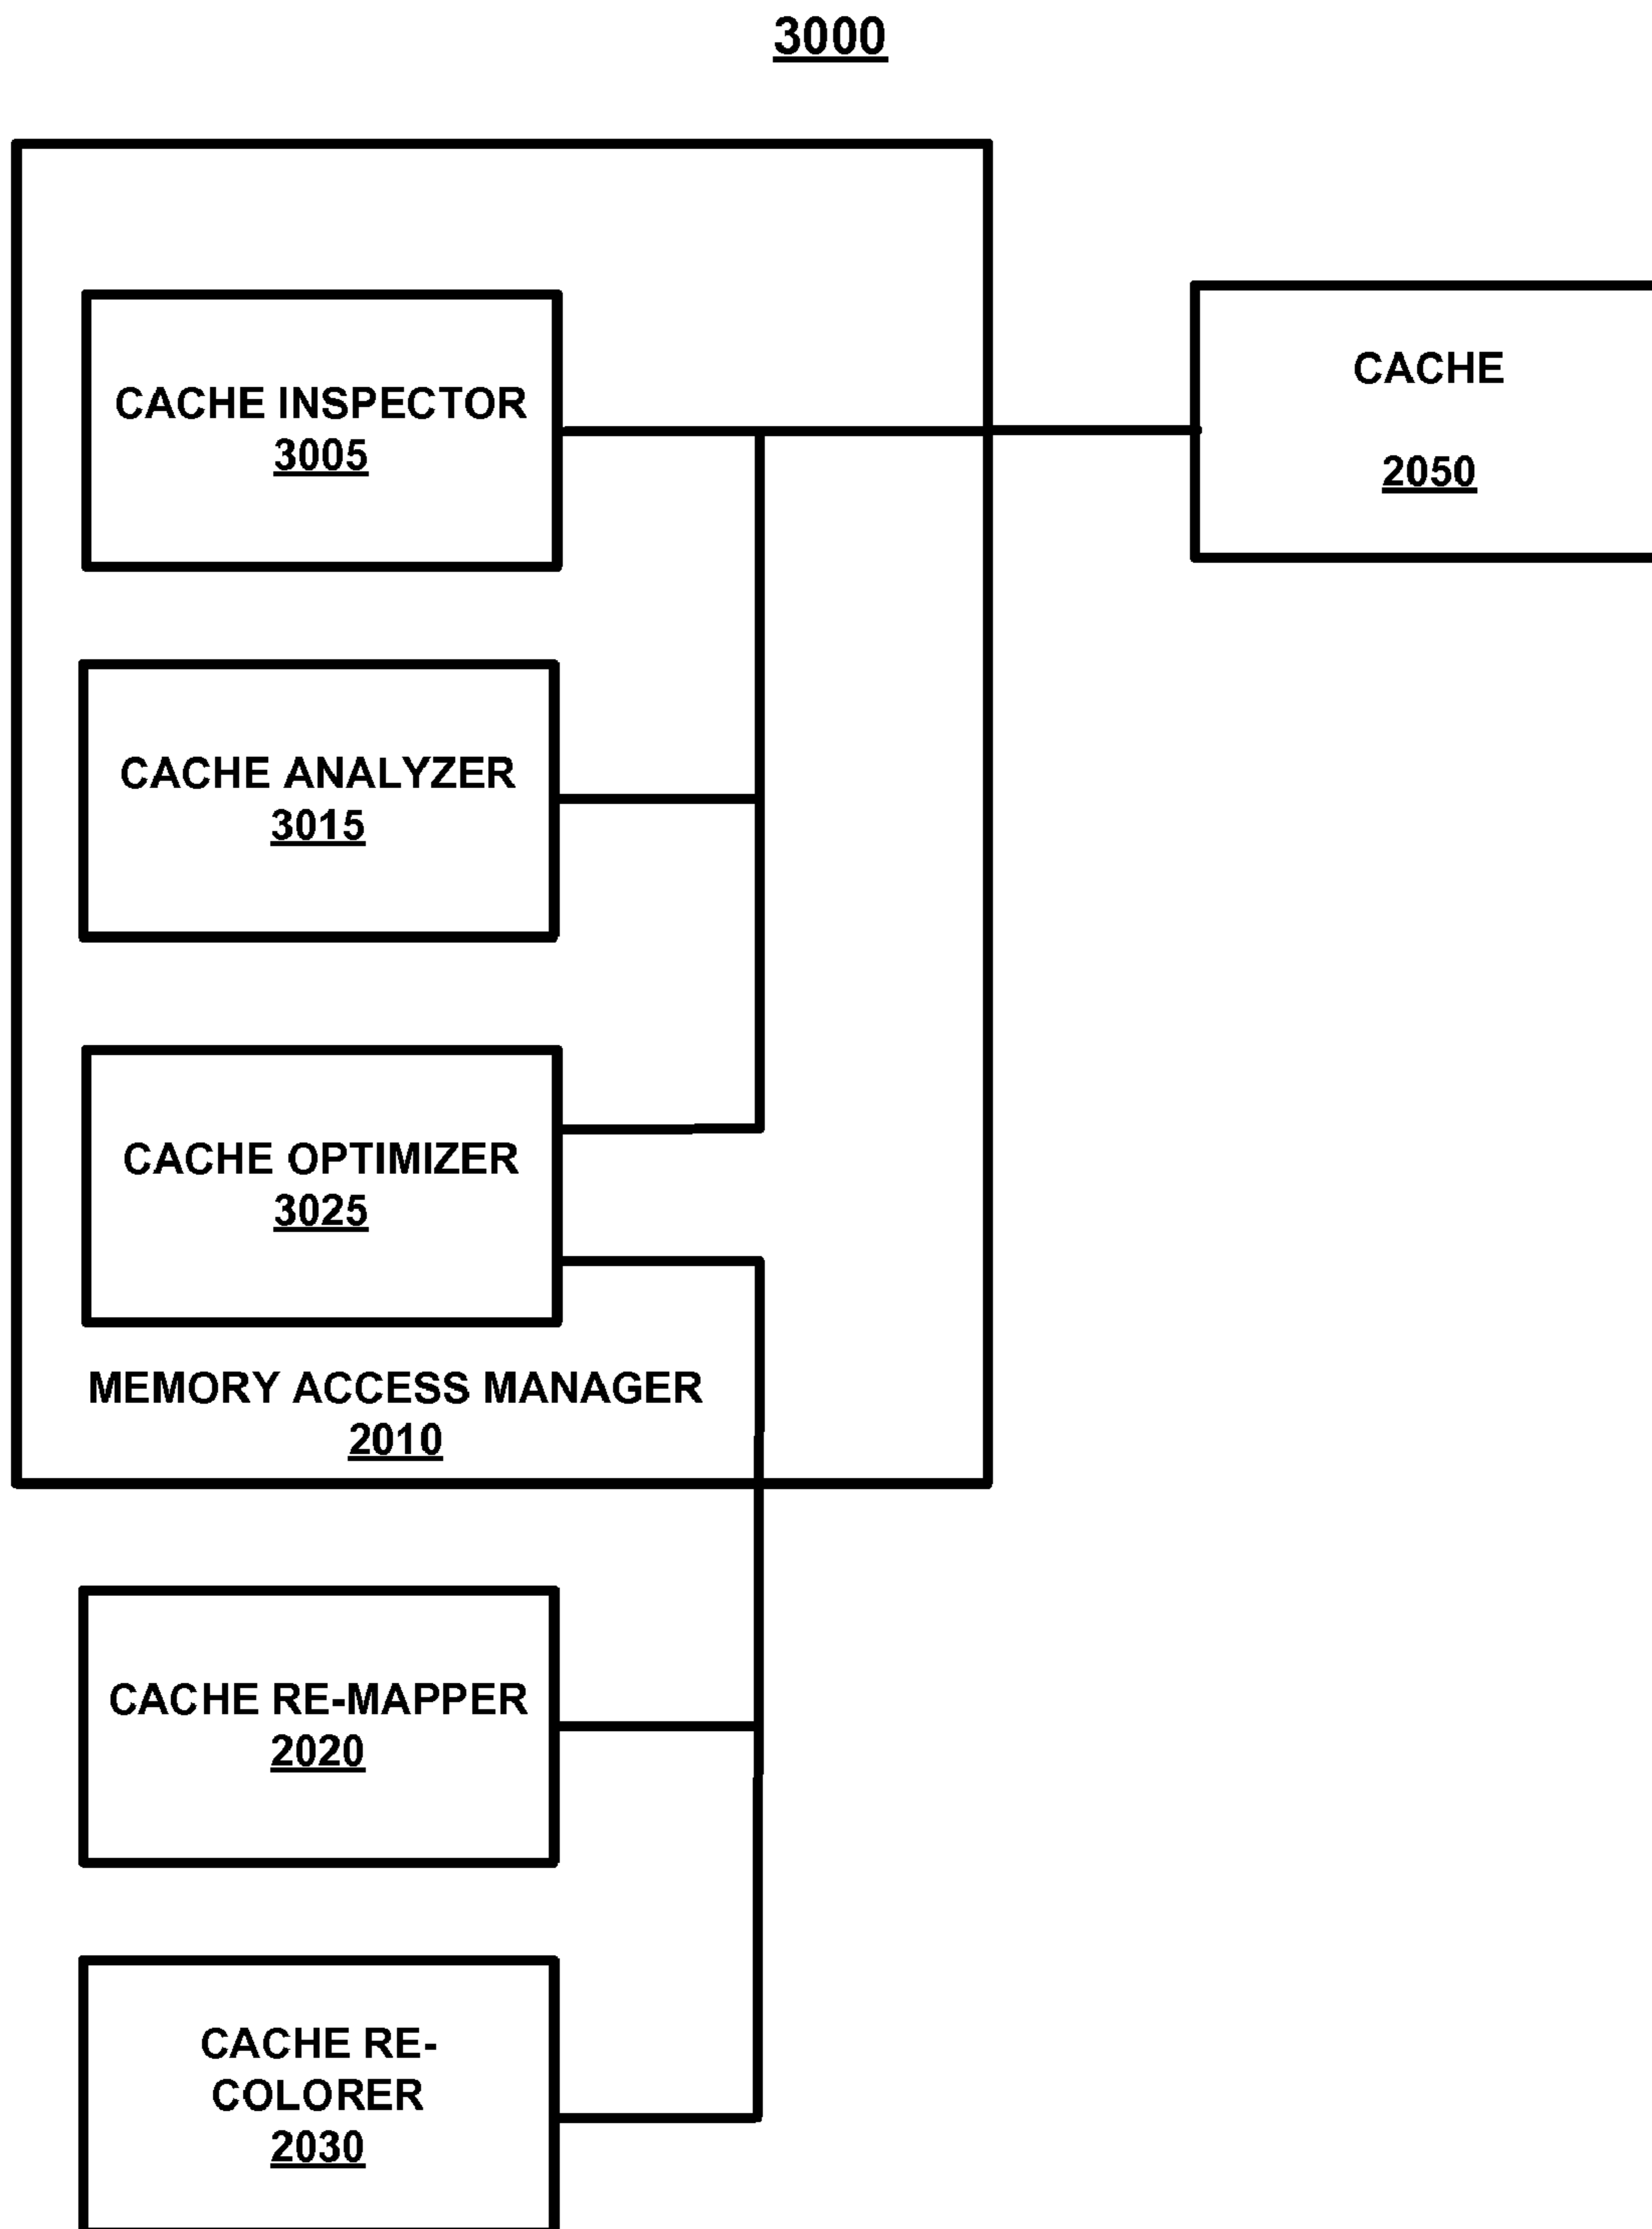 3000
CACHE INSPECTOR
3005
CACHE
2050
CACHE ANALYZER
3015
CACHE OPTIMIZER
3025
MEMORY ACCESS MANAGER
2010
CACHE RE-MAPPER
2020
CACHE RE-
COLORER
2030